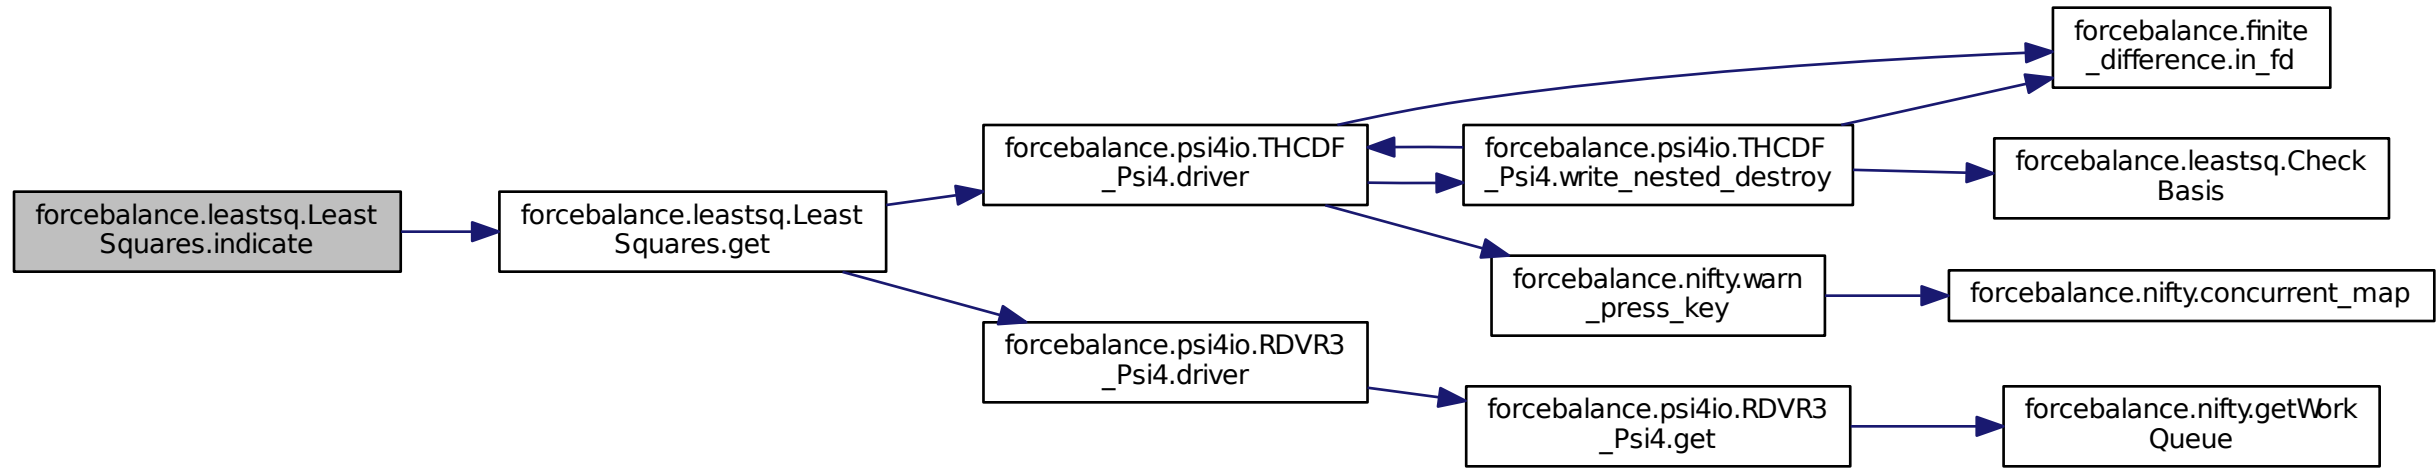 forcebalance.leastsq.Least
Squares.indicate
forcebalance.leastsq.Least
Squares.get
forcebalance.psi4io.THCDF
_Psi4.driver
forcebalance.psi4io.RDVR3
_Psi4.driver
forcebalance.psi4io.THCDF
_Psi4.write_nested_destroy
forcebalance.nifty.warn
_press_key
forcebalance.psi4io.RDVR3
_Psi4.get
forcebalance.finite
_difference.in_fd
forcebalance.leastsq.Check
Basis
forcebalance.nifty.concurrent_map
forcebalance.nifty.getWork
Queue